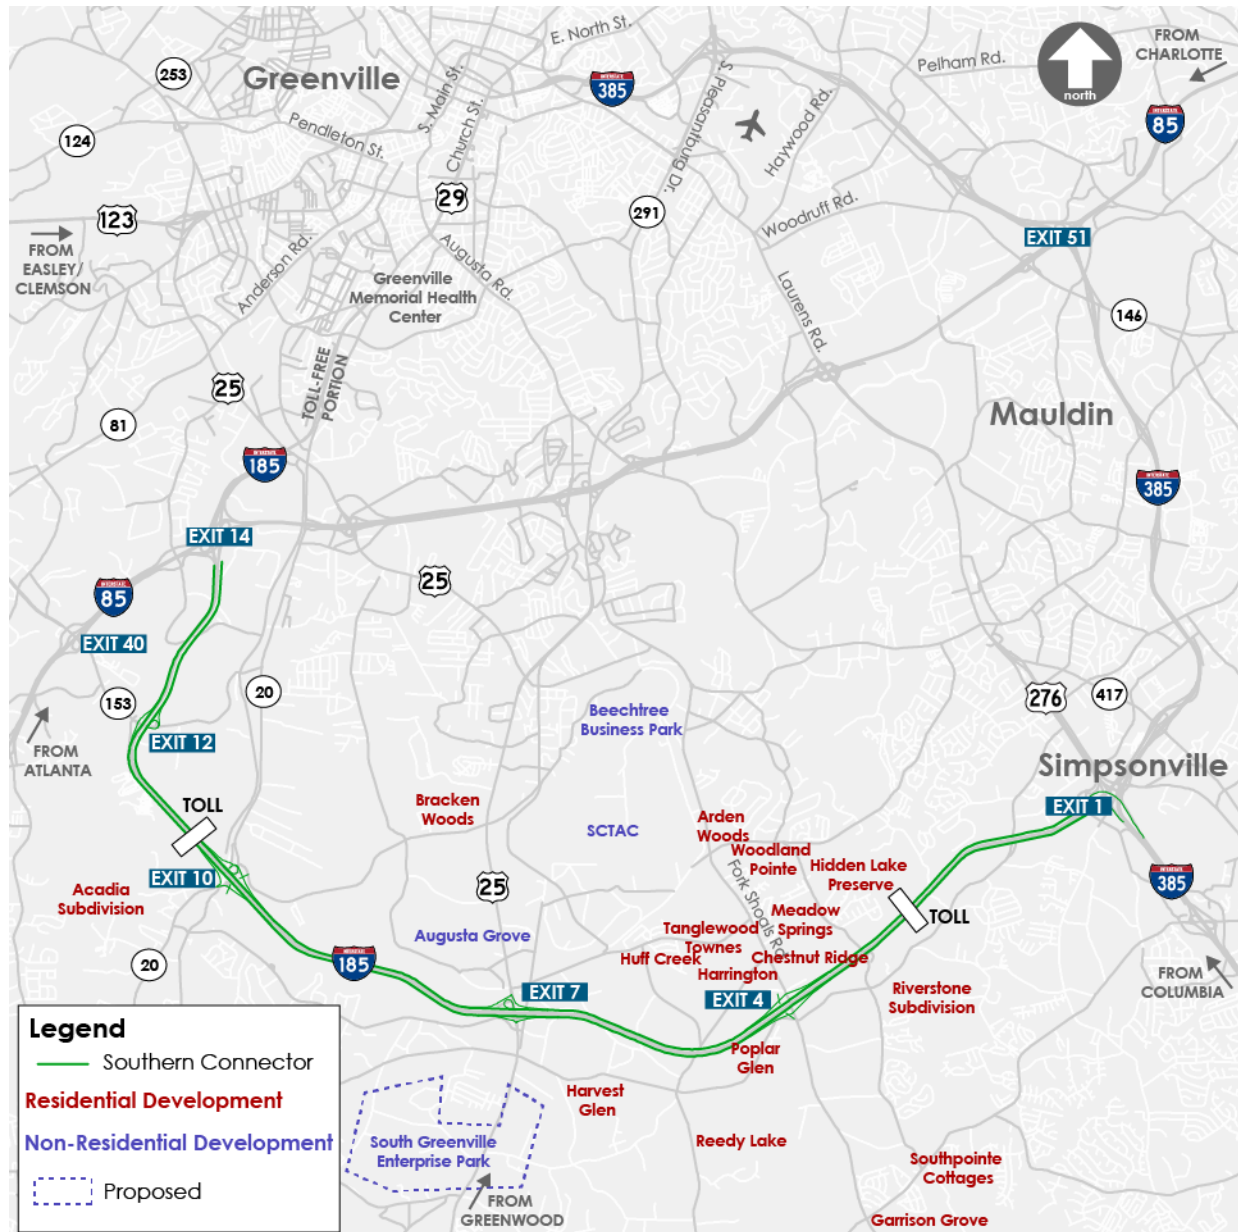 FROM
CHARLOTTE
E. North St.
Pelham Rd.
north
253
Greenville
S. Main St.
INTERSTATE
385
S. Pleasantburg Dr.
Haywood Rd.
INTERSTATE
85
124
Pendleton St.
Church St.
29
291
Woodruff Rd.
123
EXIT 51
FROM
EASLEY/
CLEMSON
Anderson Rd.
Augusta Rd.
Greenville
Memorial Health
Center
Laurens Rd.
146
TOLL-FREE
PORTION
25
81
Mauldin
INTERSTATE
185
INTERSTATE
385
EXIT 14
25
INTERSTATE
85
EXIT 40
153
20
276
417
Beechtree
Business Park
EXIT 12
FROM
ATLANTA
Simpsonville
TOLL
Bracken
Woods
EXIT 1
SCTAC
Arden
Woods
Woodland
Pointe
Hidden Lake
Preserve
EXIT 10
Acadia
Subdivision
25
Fork Shoals Rd.
INTERSTATE
385
TOLL
Meadow
Springs
Tanglewood
Townes
Augusta Grove
Huff Creek
Chestnut Ridge
Harrington
20
INTERSTATE
185
FROM
COLUMBIA
EXIT 7
EXIT 4
Riverstone
Subdivision
Poplar
Glen
Harvest
Glen
Reedy Lake
South Greenville
Enterprise Park
Southpointe
Cottages
FROM
GREENWOOD
Garrison Grove
Legend
Southern Connector
Residential Development
Non-Residential Development
Proposed